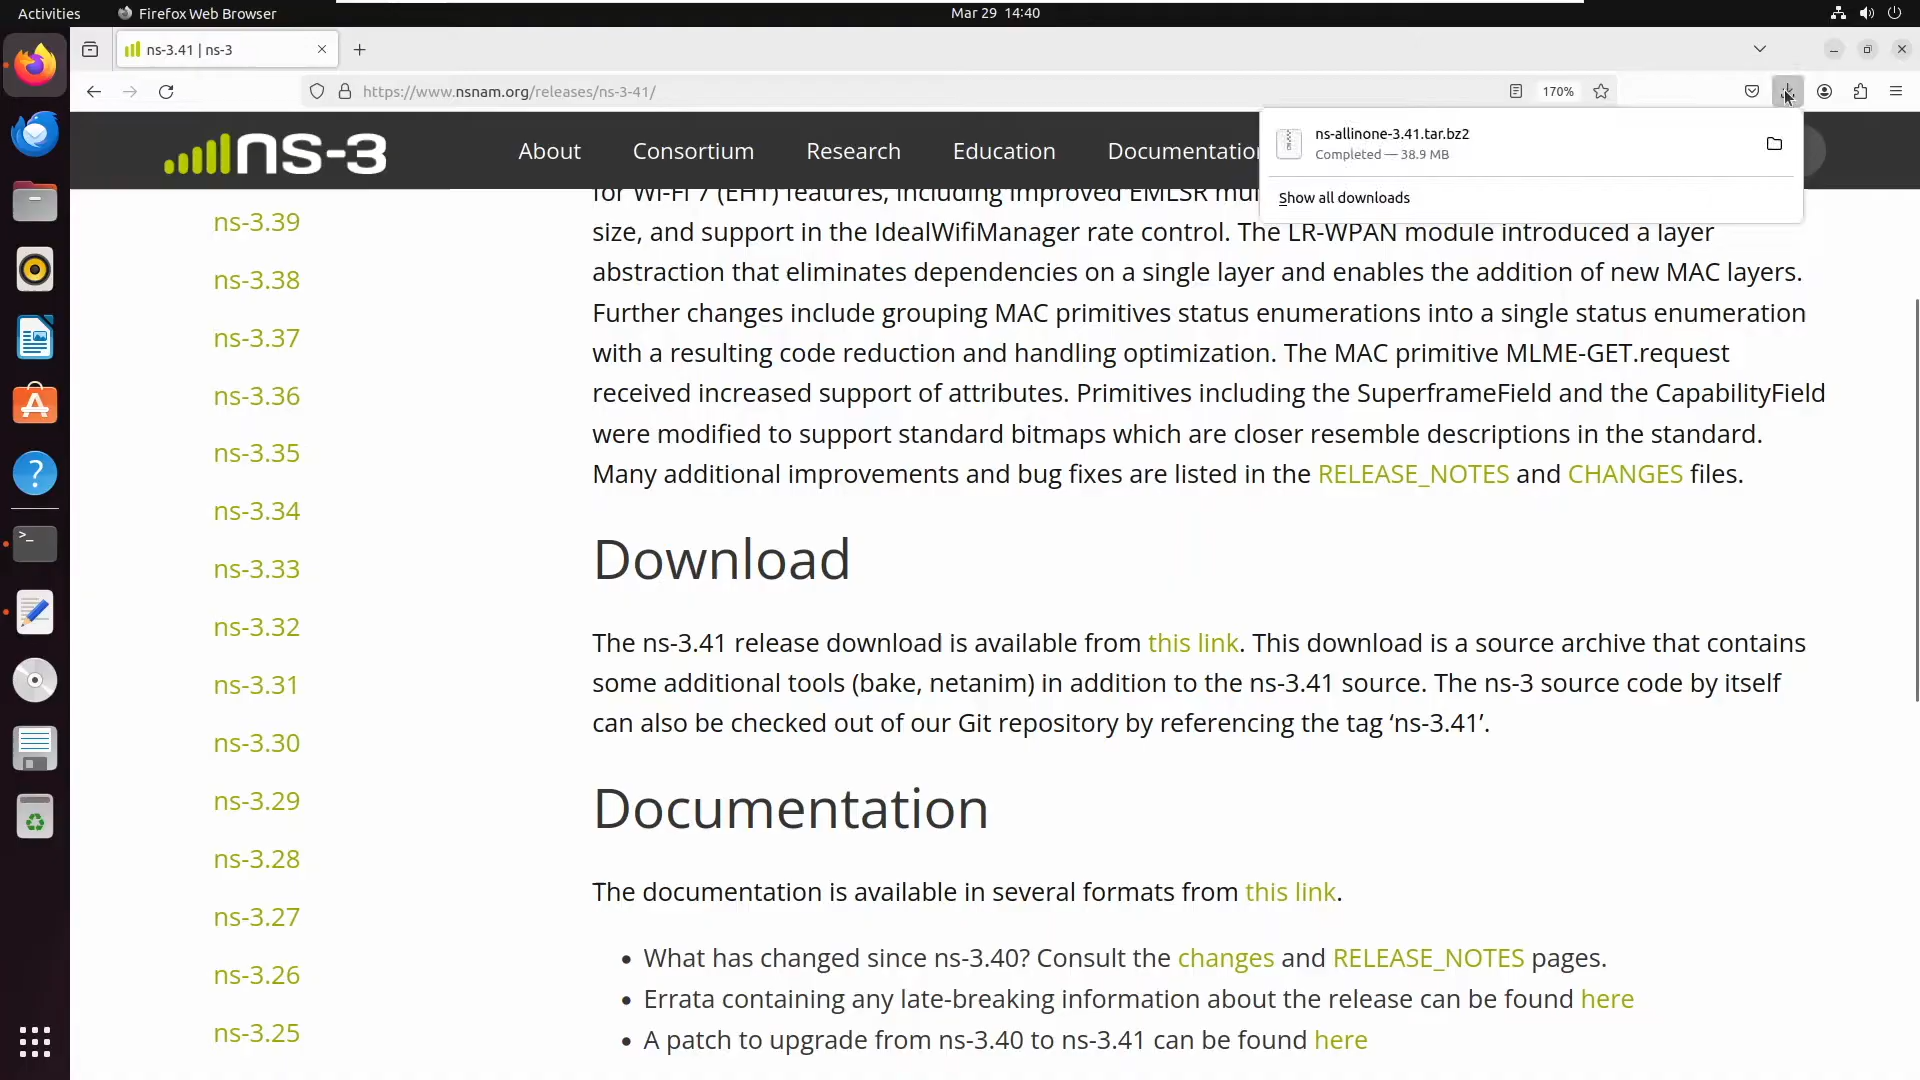 Activities
Firefox Web Browser
Mar 29 14:40
ns-3.41 | ns-3
https://www.nsnam.org/releases/ns-3-41/
170%
ns-allinone-3.41.tar.bz2
Completed — 38.9 MB
Show all downloads
ns-3
About
Consortium
Research
Education
Documentation
ns-3.39
ns-3.38
ns-3.37
ns-3.36
ns-3.35
ns-3.34
ns-3.33
ns-3.32
ns-3.31
ns-3.30
ns-3.29
ns-3.28
ns-3.27
ns-3.26
ns-3.25
for Wi-Fi 7 (EHT) features, including improved EMLSR
size, and support in the IdealWifiManager rate control. The LR-WPAN module introduced a layer
abstraction that eliminates dependencies on a single layer and enables the addition of new MAC layers.
Further changes include grouping MAC primitives status enumerations into a single status enumeration
with a resulting code reduction and handling optimization. The MAC primitive MLME-GET.request
received increased support of attributes. Primitives including the SuperframeField and the CapabilityField
were modified to support standard bitmaps which are closer resemble descriptions in the standard.
Many additional improvements and bug fixes are listed in the RELEASE_NOTES and CHANGES files.
Download
The ns-3.41 release download is available from this link. This download is a source archive that contains
some additional tools (bake, netanim) in addition to the ns-3.41 source. The ns-3 source code by itself
can also be checked out of our Git repository by referencing the tag ‘ns-3.41’.
Documentation
The documentation is available in several formats from this link.
• What has changed since ns-3.40? Consult the changes and RELEASE_NOTES pages.
• Errata containing any late-breaking information about the release can be found here
• A patch to upgrade from ns-3.40 to ns-3.41 can be found here